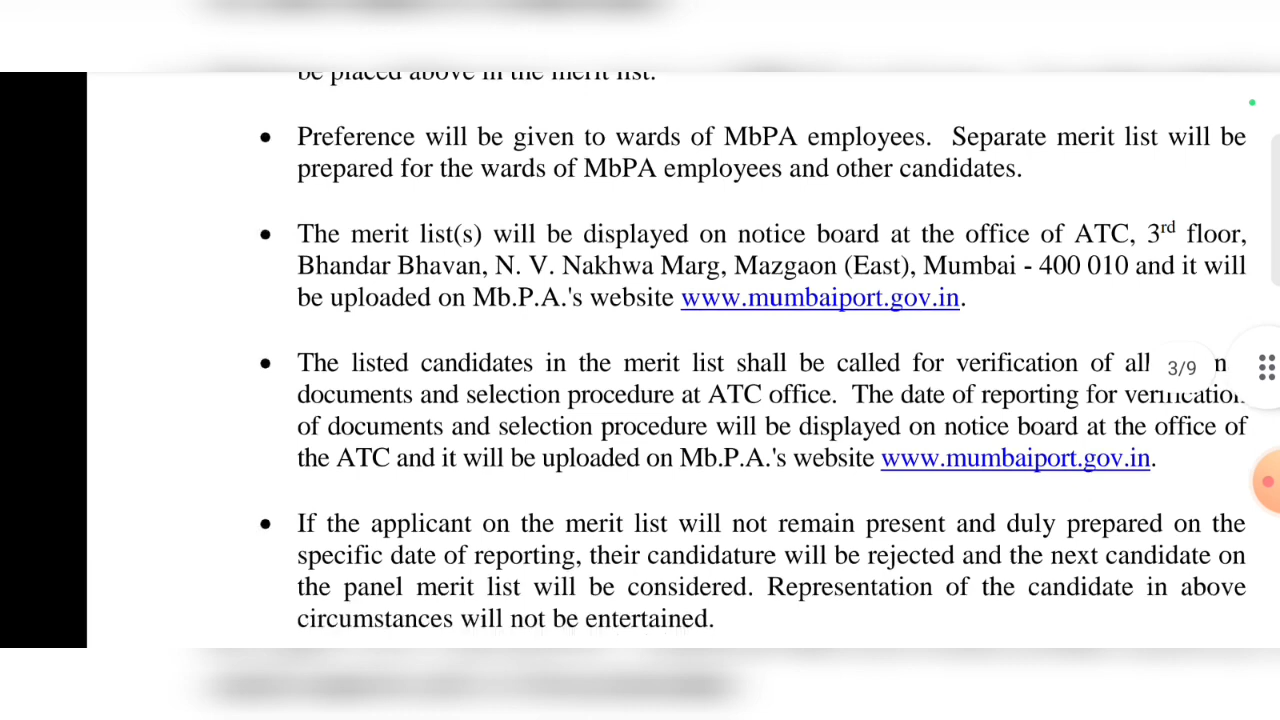 be placed above in the merit list.
• Preference will be given to wards of MbPA employees. Separate merit list will be
prepared for the wards of MbPA employees and other candidates.
• The merit list(s) will be displayed on notice board at the office of ATC, 3rd floor,
Bhandar Bhavan, N. V. Nakhwa Marg, Mazgaon (East), Mumbai - 400 010 and it will
be uploaded on Mb.P.A.'s website www.mumbaiport.gov.in.
• The listed candidates in the merit list shall be called for verification of all
3/9
documents and selection procedure at ATC office. The date of reporting for verification
of documents and selection procedure will be displayed on notice board at the office of
the ATC and it will be uploaded on Mb.P.A.'s website www.mumbaiport.gov.in.
• If the applicant on the merit list will not remain present and duly prepared on the
specific date of reporting, their candidature will be rejected and the next candidate on
the panel merit list will be considered. Representation of the candidate in above
circumstances will not be entertained.